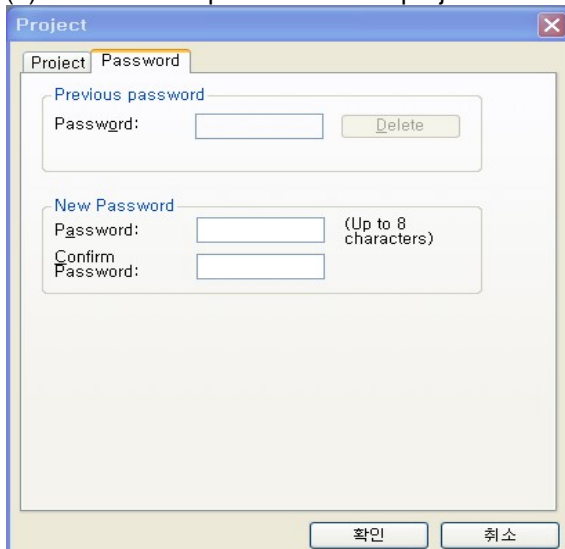 Project
Project Password
Previous password
Password: Delete
New Password
Password: (Up to 8
characters)
Confirm
Password:
확인 취소